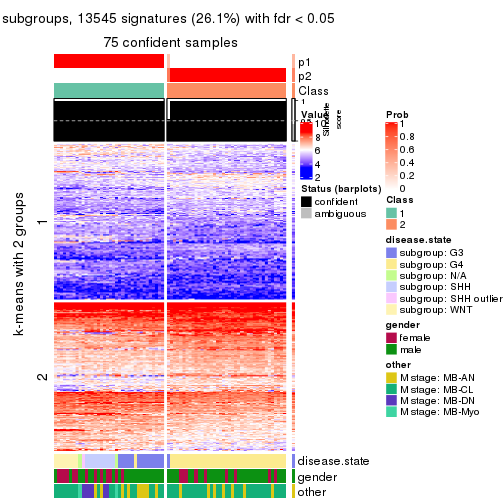 subgroups, 13545 signatures (26.1%) with fdr < 0.05
75 confident samples
p1
p2
Class
1
Silhouette
score
Value
10
8
6
4
2
Prob
1
0.8
0.6
0.4
0.2
0
Status (barplots)
confident
ambiguous
Class
1
2
disease.state
subgroup: G3
subgroup: G4
subgroup: N/A
subgroup: SHH
subgroup: SHH outlier
subgroup: WNT
gender
female
male
other
M stage: MB-AN
M stage: MB-CL
M stage: MB-DN
M stage: MB-Myo
k-means with 2 groups
1
2
disease.state
gender
other